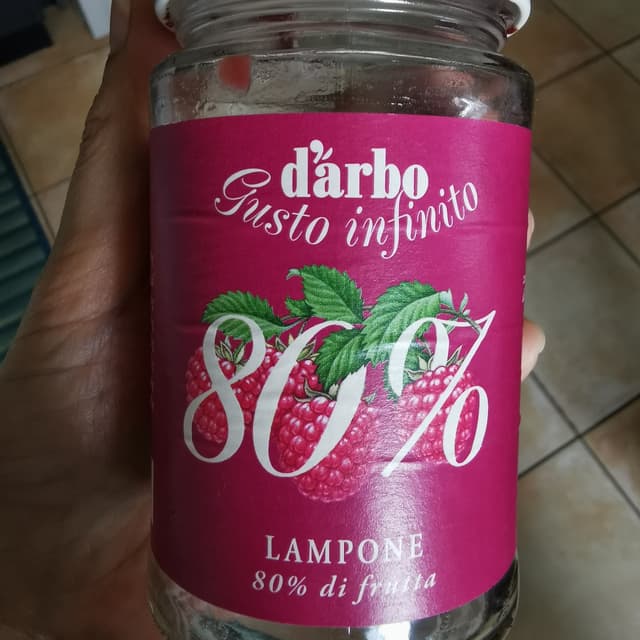 d'arbo
Gusto infinito
80%
LAMPONE
80% di frutta